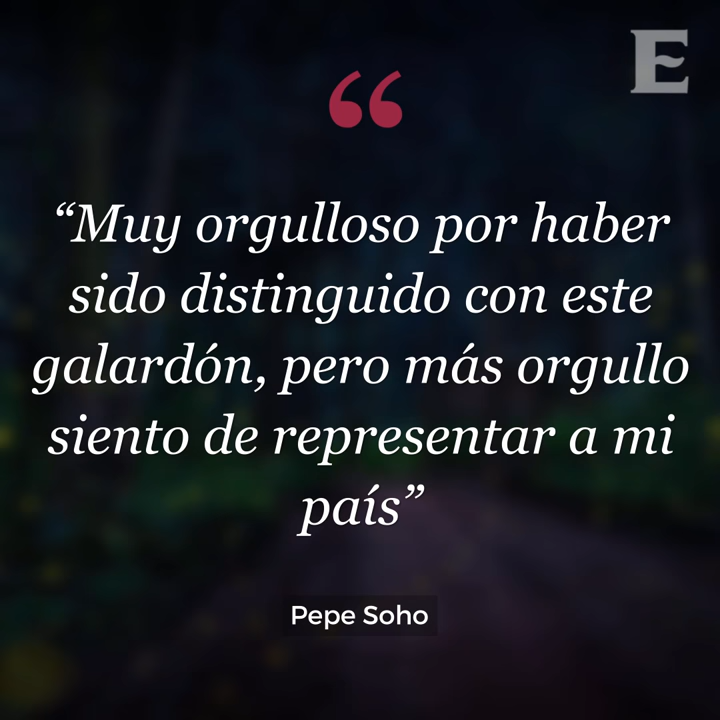 E
“
“Muy orgulloso por haber
sido distinguido con este
galardón, pero más orgullo
siento de representar a mi
país”
Pepe Soho